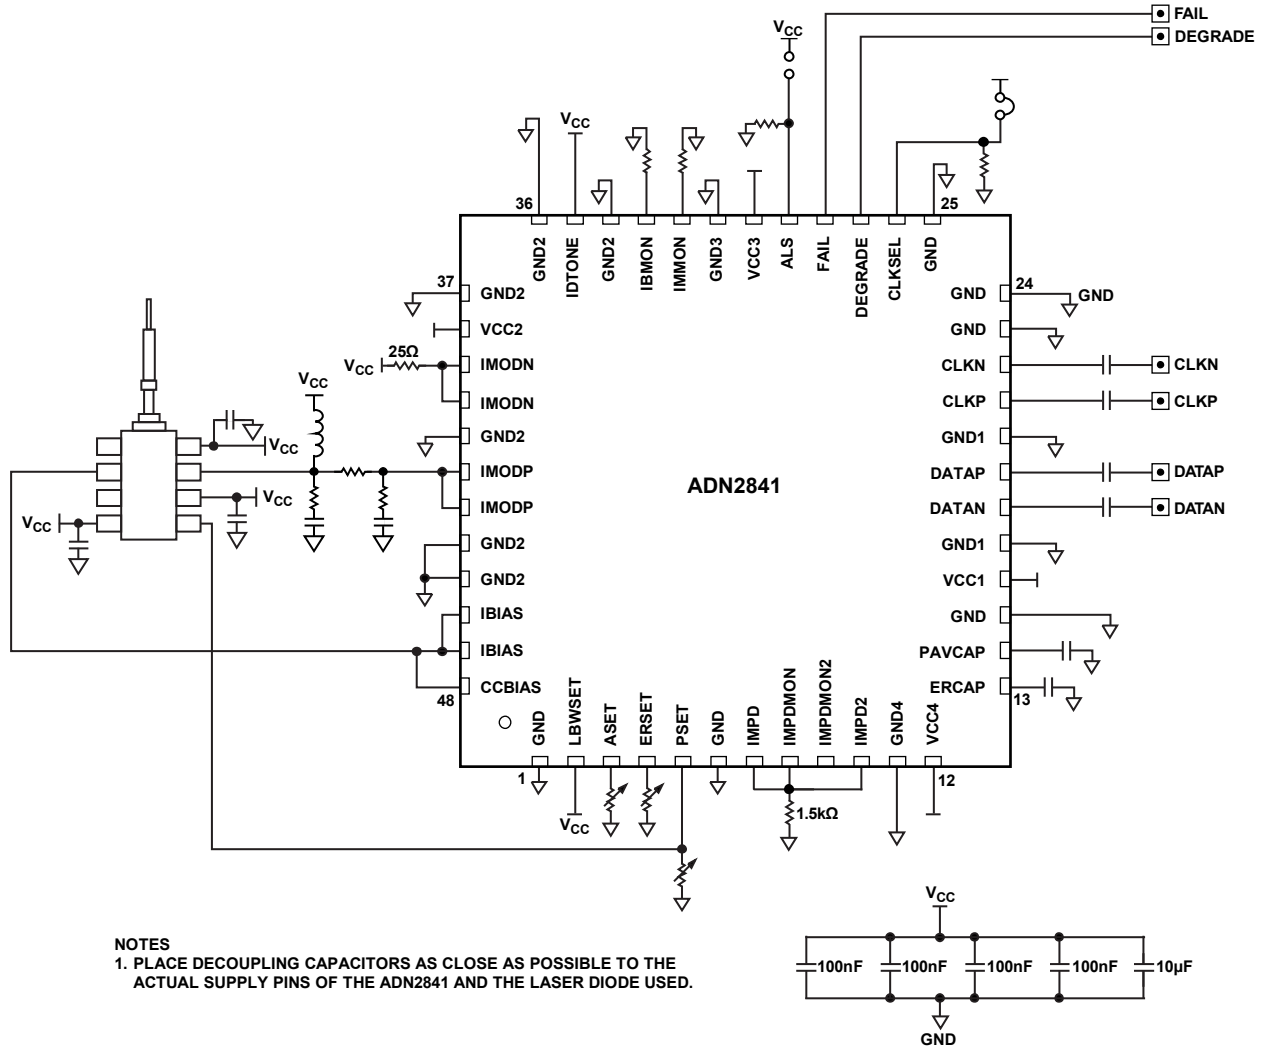 FAIL
DEGRADE
VCC
VCC
36
25
GND2
IDTONE
GND2
IBMON
IMMON
GND3
VCC3
ALS
FAIL
DEGRADE
CLKSEL
GND
37
GND2
VCC2
VCC
25Ω
IMODN
IMODN
GND2
VCC
IMODP
IMODP
GND2
GND2
IBIAS
IBIAS
CCBIAS
48
VCC
VCC
VCC
ADN2841
24
GND
GND
GND
CLKN
CLKN
CLKP
CLKP
GND1
DATAP
DATAP
DATAN
DATAN
GND1
VCC1
GND
PAVCAP
ERCAP
13
GND
LBWSET
ASET
ERSET
PSET
GND
IMPD
IMPDMON
IMPDMON2
IMPD2
GND4
VCC4
1
12
VCC
1.5kΩ
VCC
100nF
100nF
100nF
100nF
10µF
GND
NOTES
1. PLACE DECOUPLING CAPACITORS AS CLOSE AS POSSIBLE TO THE
ACTUAL SUPPLY PINS OF THE ADN2841 AND THE LASER DIODE USED.